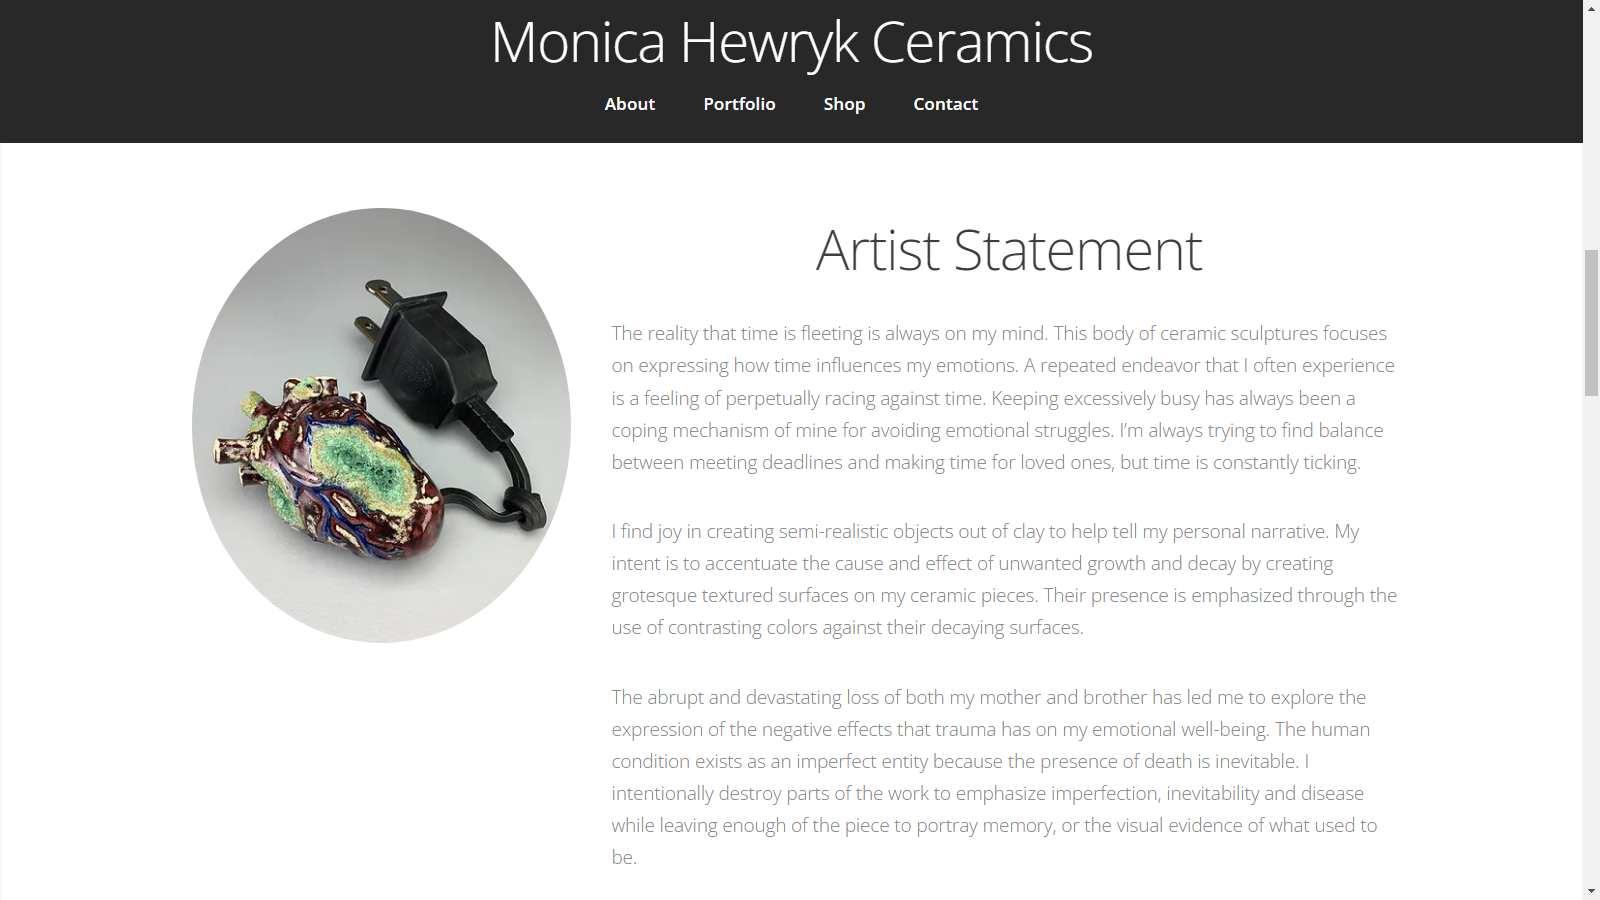 Monica Hewryk Ceramics
About Portfolio Shop Contact
Artist Statement
The reality that time is fleeting is always on my mind. This body of ceramic sculptures focuses
on expressing how time influences my emotions. A repeated endeavor that I often experience
is a feeling of perpetually racing against time. Keeping excessively busy has always been a
coping mechanism of mine for avoiding emotional struggles. I’m always trying to find balance
between meeting deadlines and making time for loved ones, but time is constantly ticking.
I find joy in creating semi-realistic objects out of clay to help tell my personal narrative. My
intent is to accentuate the cause and effect of unwanted growth and decay by creating
grotesque textured surfaces on my ceramic pieces. Their presence is emphasized through the
use of contrasting colors against their decaying surfaces.
The abrupt and devastating loss of both my mother and brother has led me to explore the
expression of the negative effects that trauma has on my emotional well-being. The human
condition exists as an imperfect entity because the presence of death is inevitable. I
intentionally destroy parts of the work to emphasize imperfection, inevitability and disease
while leaving enough of the piece to portray memory, or the visual evidence of what used to
be.